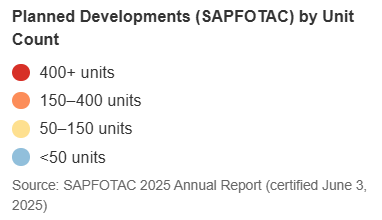 Planned Developments (SAPFOTAC) by Unit
Count
400+ units
150–400 units
50–150 units
<50 units
Source: SAPFOTAC 2025 Annual Report (certified June 3,
2025)